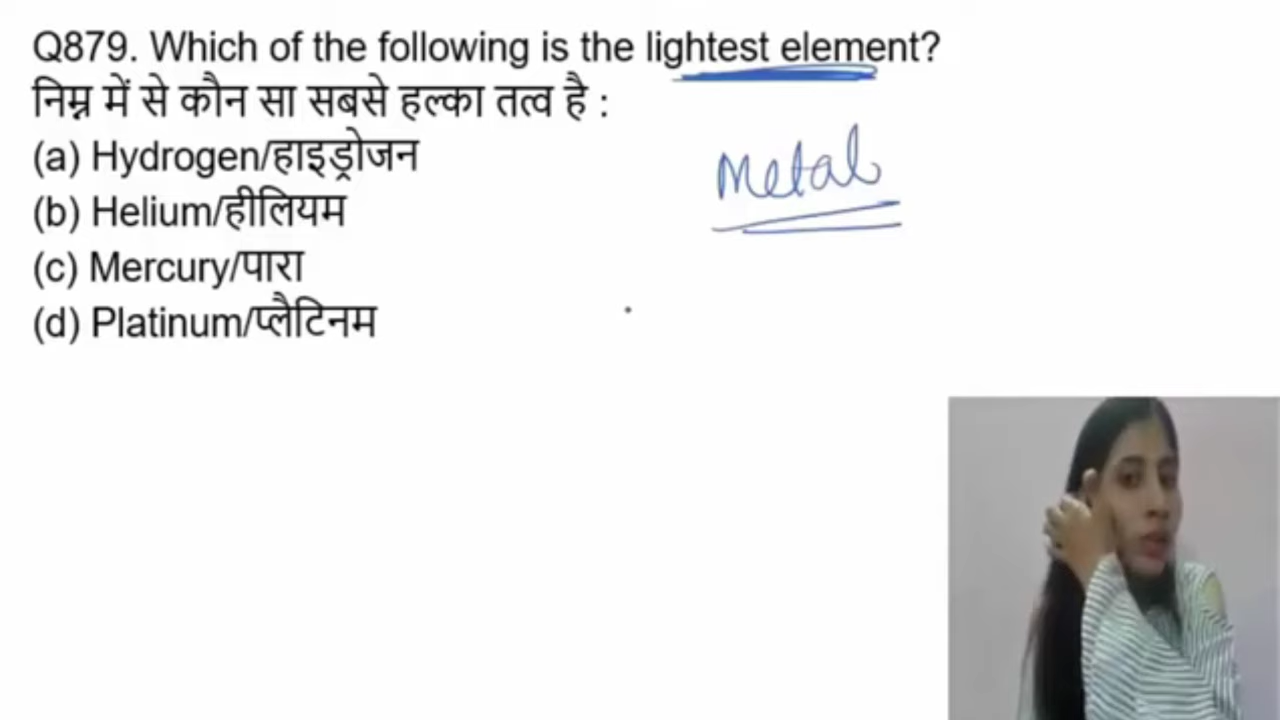 Q879. Which of the following is the lightest element?
निम्न में से कौन सा सबसे हल्का तत्व है :
(a) Hydrogen/हाइड्रोजन
(b) Helium/हीलियम
(c) Mercury/पारा
(d) Platinum/प्लैटिनम
Metal